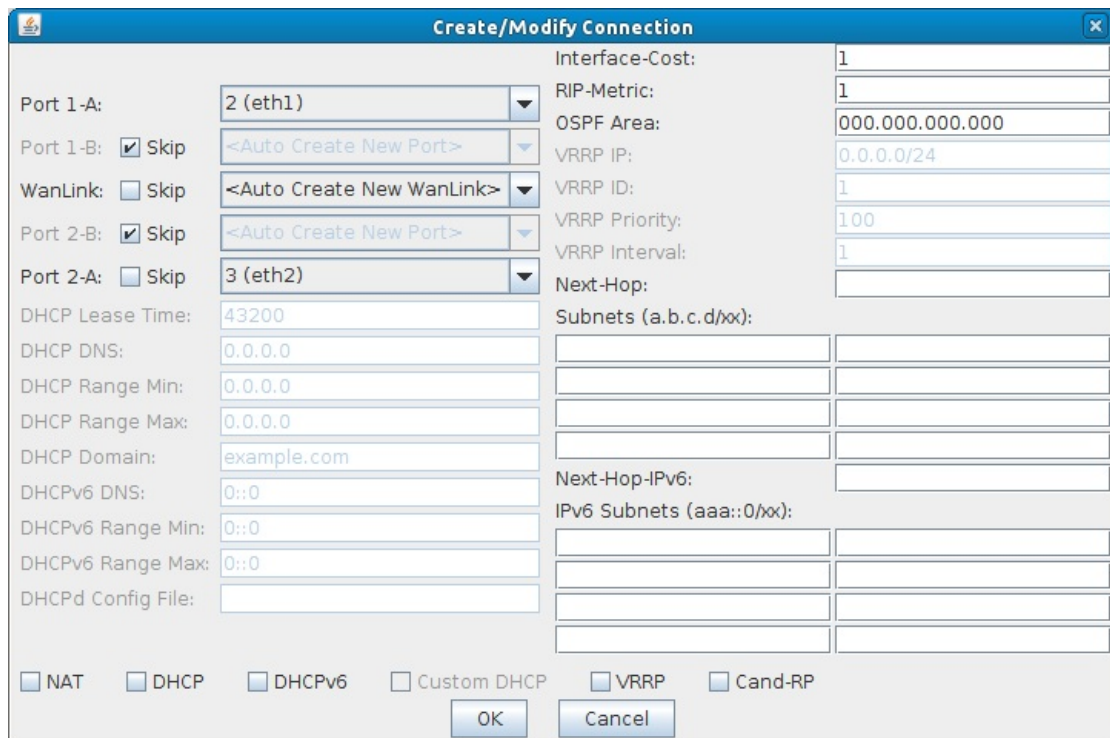 Create/Modify Connection
Port 1-A: 2 (eth1)
Port 1-B: Skip <Auto Create New Port>
WanLink: Skip <Auto Create New WanLink>
Port 2-B: Skip <Auto Create New Port>
Port 2-A: Skip 3 (eth2)
DHCP Lease Time: 43200
DHCP DNS: 0.0.0.0
DHCP Range Min: 0.0.0.0
DHCP Range Max: 0.0.0.0
DHCP Domain: example.com
DHCPv6 DNS: 0::0
DHCPv6 Range Min: 0::0
DHCPv6 Range Max: 0::0
DHCPd Config File:
Interface-Cost: 1
RIP-Metric: 1
OSPF Area: 000.000.000.000
VRRP IP: 0.0.0.0/24
VRRP ID: 1
VRRP Priority: 100
VRRP Interval: 1
Next-Hop:
Subnets (a.b.c.d/xx):
Next-Hop-IPv6:
IPv6 Subnets (aaa::0/xx):
NAT DHCP DHCPv6 Custom DHCP VRRP Cand-RP
OK Cancel